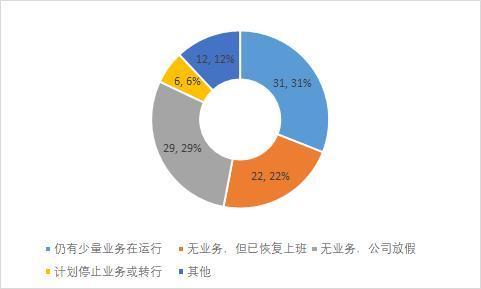 12, 12%
6, 6%
31, 31%
29, 29%
22, 22%
仍有少量业务在运行 无业务，但已恢复上班 无业务，公司放假
计划停止业务或转行 其他